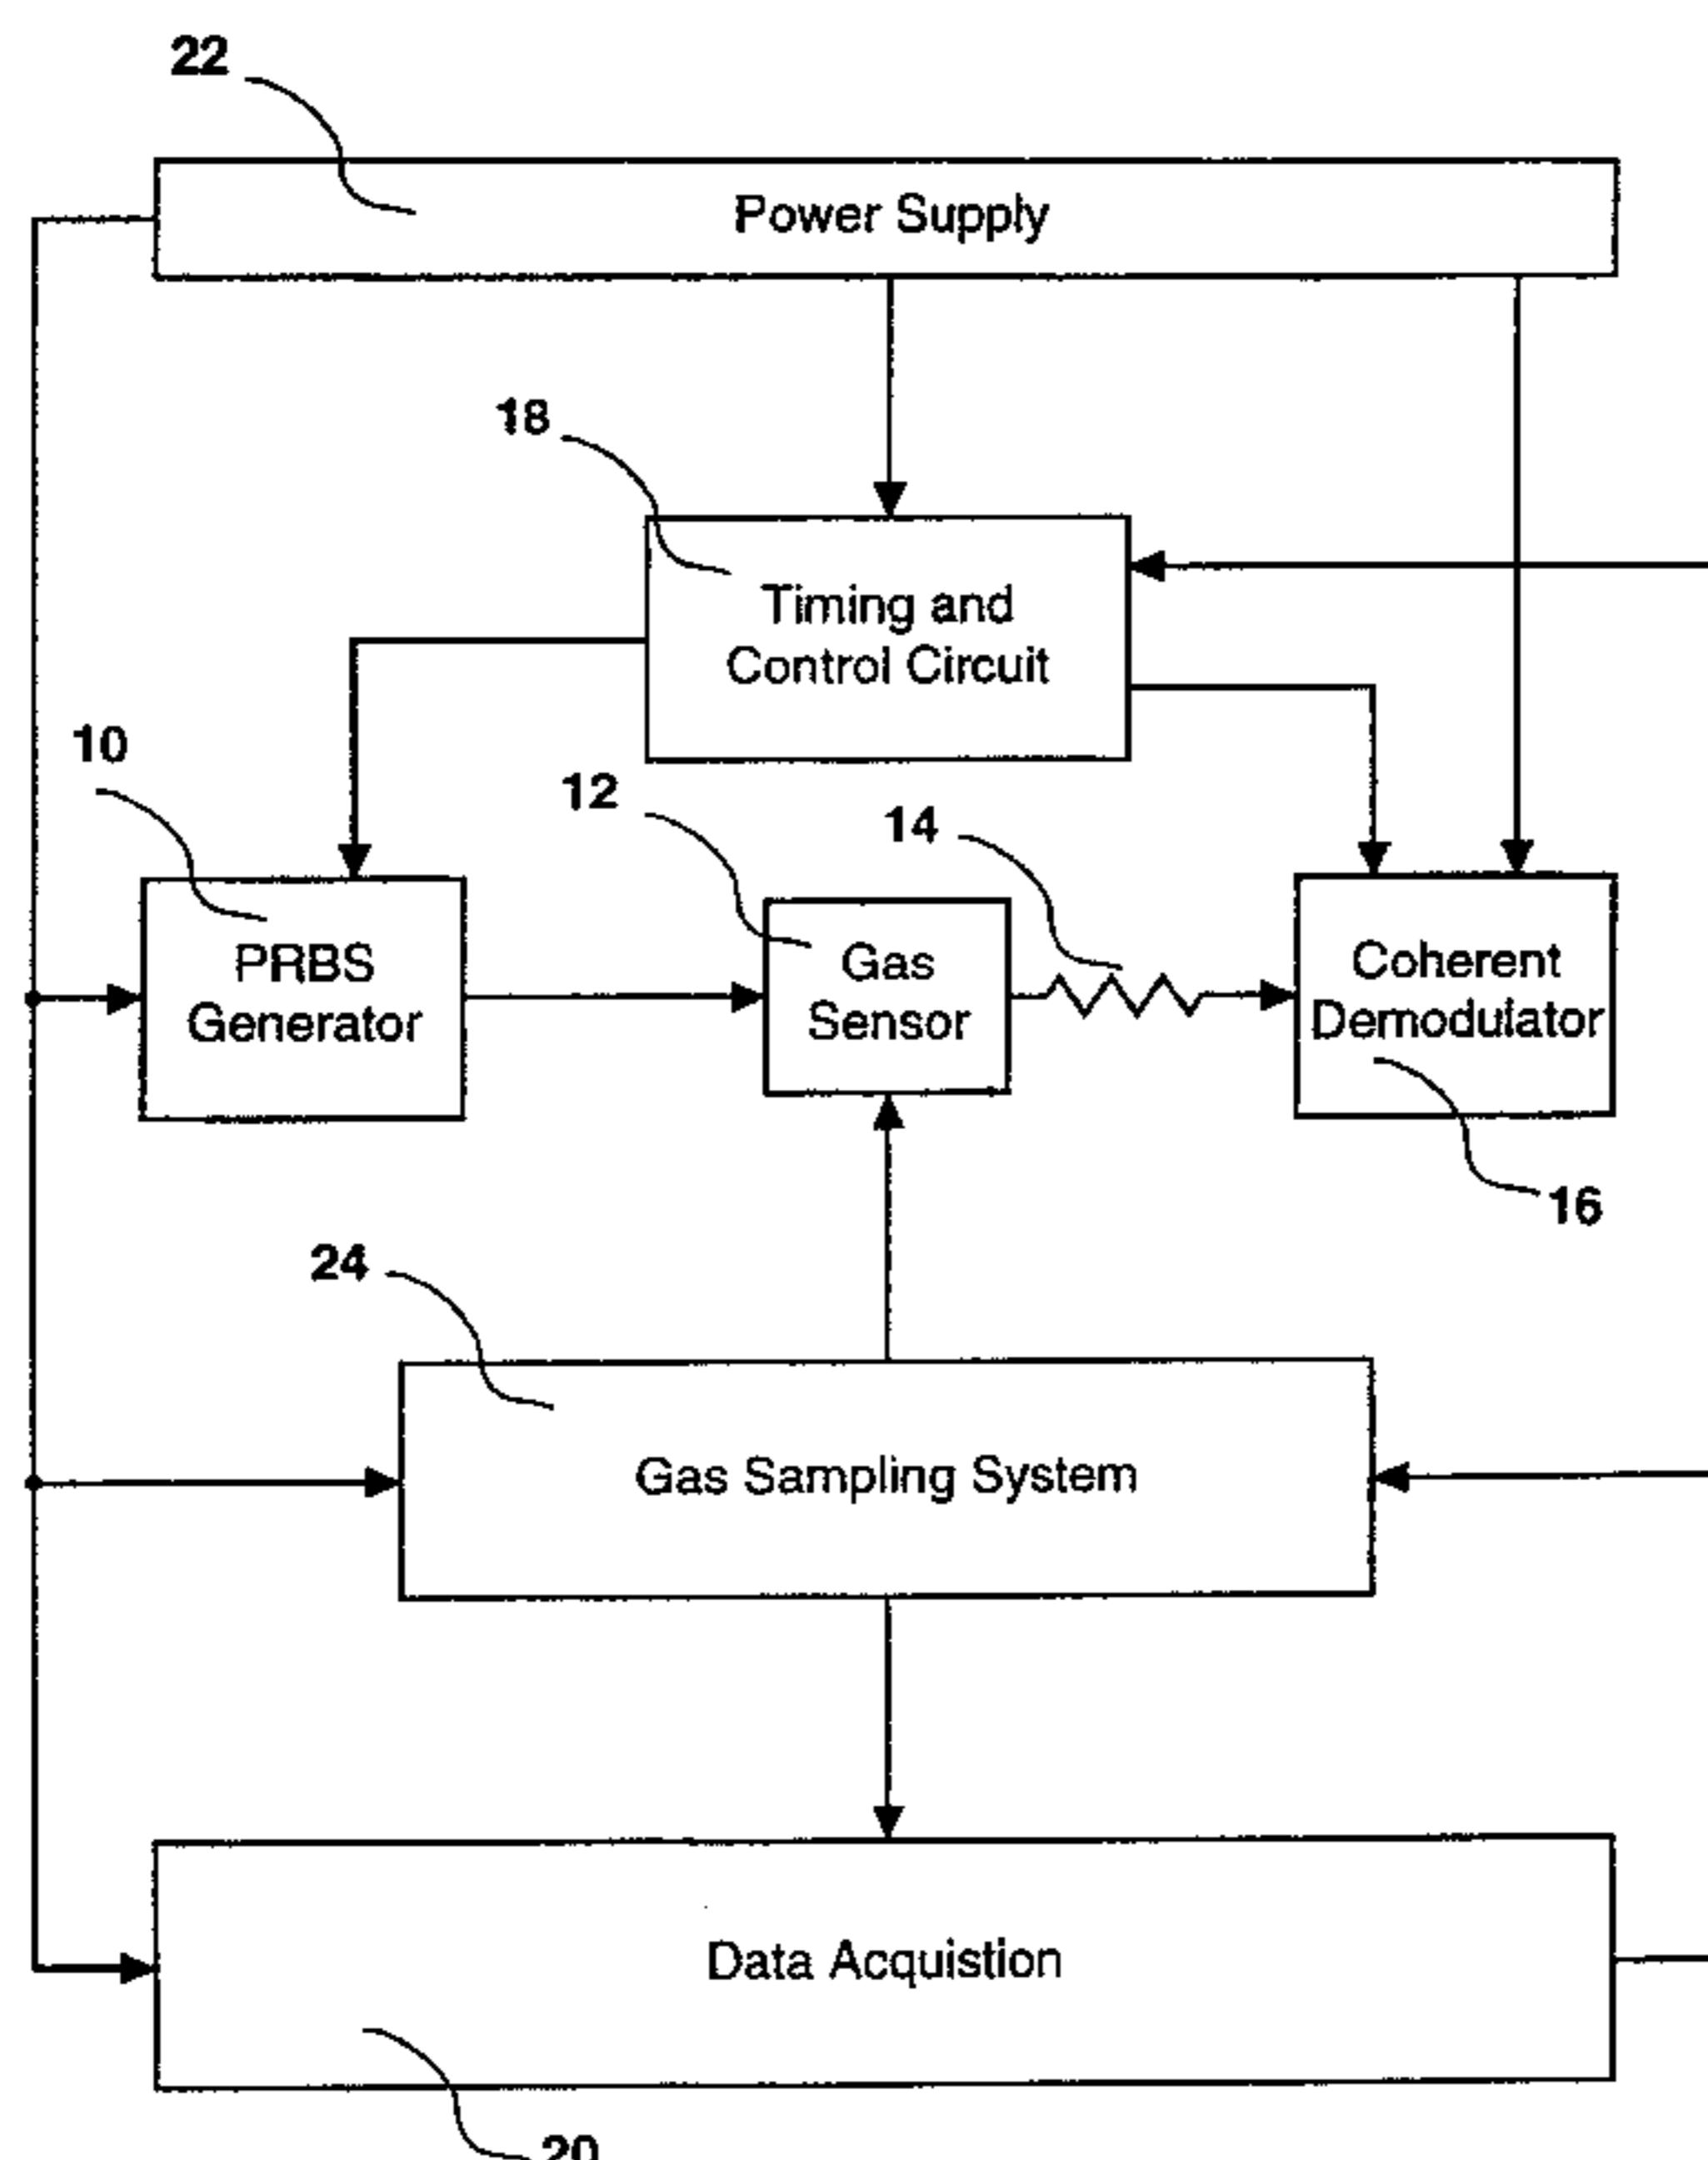 22
Power Supply
18
Timing and
Control Circuit
10
12
14
PRBS
Generator
Gas
Sensor
Coherent
Demodulator
16
24
Gas Sampling System
Data Acquistion
20